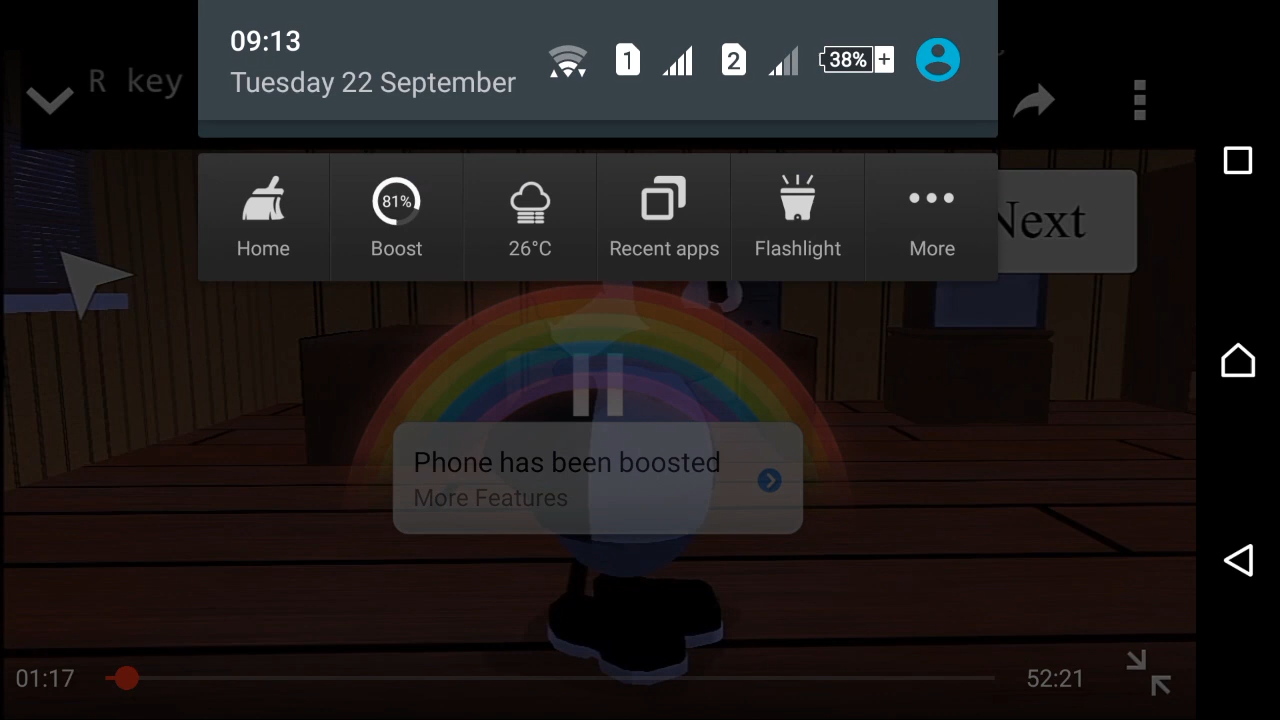 09:13
Tuesday 22 September
1
2
38%
R key
Home
81%
Boost
26°C
Recent apps
Flashlight
More
Next
Phone has been boosted
More Features
01:17
52:21